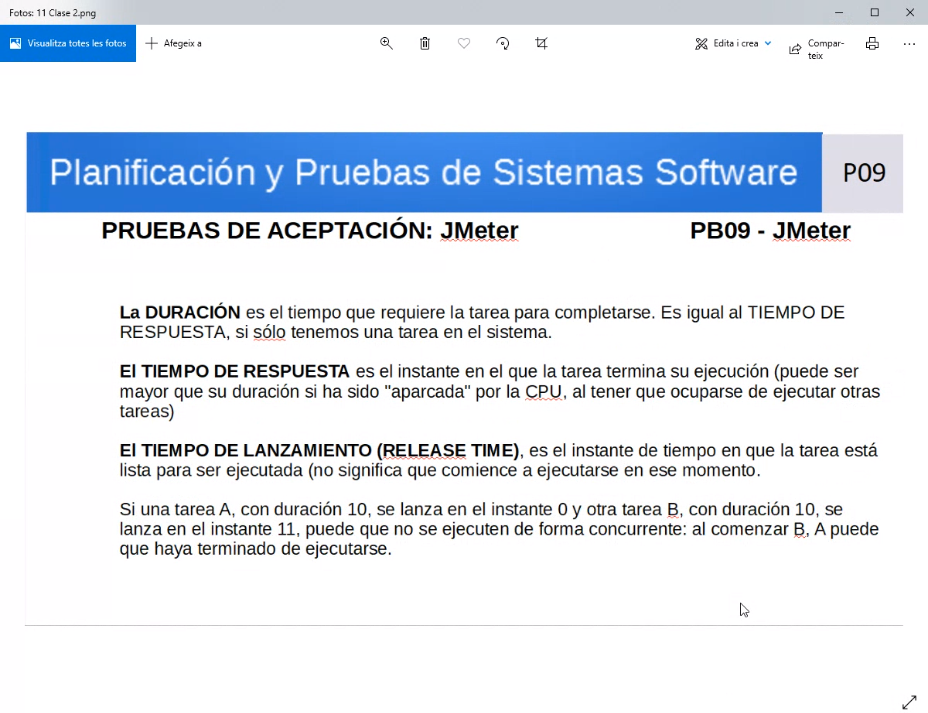 Fotos: 11 Clase 2.png
Visualitza totes les fotos
Afegeix a
Edita i crea
Compar-
teix
Planificación y Pruebas de Sistemas Software
P09
PRUEBAS DE ACEPTACIÓN: JMeter
PB09 - JMeter
La DURACIÓN es el tiempo que requiere la tarea para completarse. Es igual al TIEMPO DE
RESPUESTA, si sólo tenemos una tarea en el sistema.
El TIEMPO DE RESPUESTA es el instante en el que la tarea termina su ejecución (puede ser
mayor que su duración si ha sido "aparcada" por la CPU, al tener que ocuparse de ejecutar otras
tareas)
El TIEMPO DE LANZAMIENTO (RELEASE TIME), es el instante de tiempo en que la tarea está
lista para ser ejecutada (no significa que comience a ejecutarse en ese momento.
Si una tarea A, con duración 10, se lanza en el instante 0 y otra tarea B, con duración 10, se
lanza en el instante 11, puede que no se ejecuten de forma concurrente: al comenzar B, A puede
que haya terminado de ejecutarse.